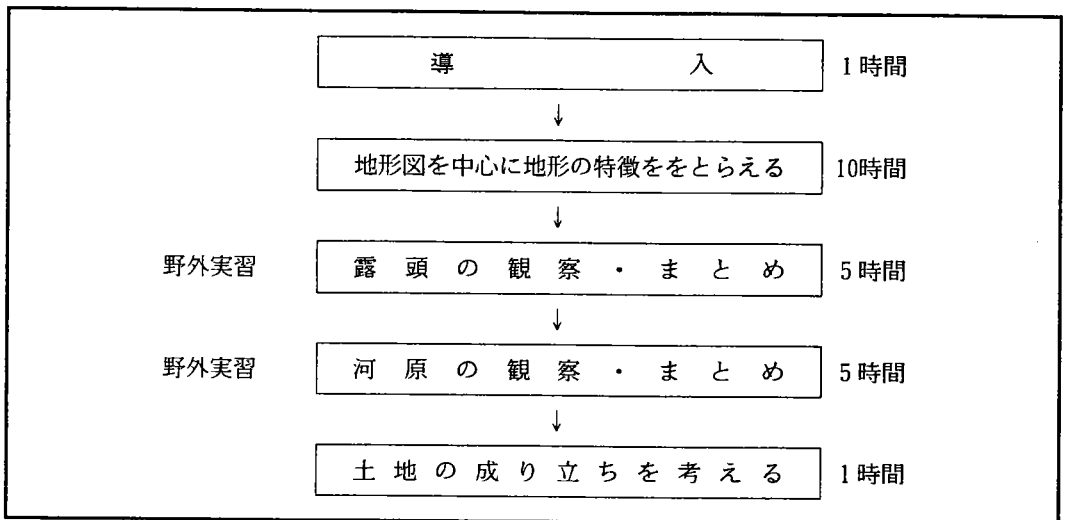 導入 1時間
↓
地形図を中心に地形の特徴ををとらえる 10時間
↓
野外実習 露頭の観察・まとめ 5時間
↓
野外実習 河原の観察・まとめ 5時間
↓
土地の成り立ちを考える 1時間